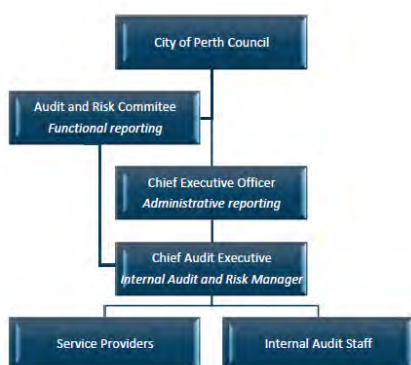 City of Perth Council
Audit and Risk Commitee
Functional reporting
Chief Executive Officer
Administrative reporting
Chief Audit Executive
Internal Audit and Risk Manager
Service Providers
Internal Audit Staff